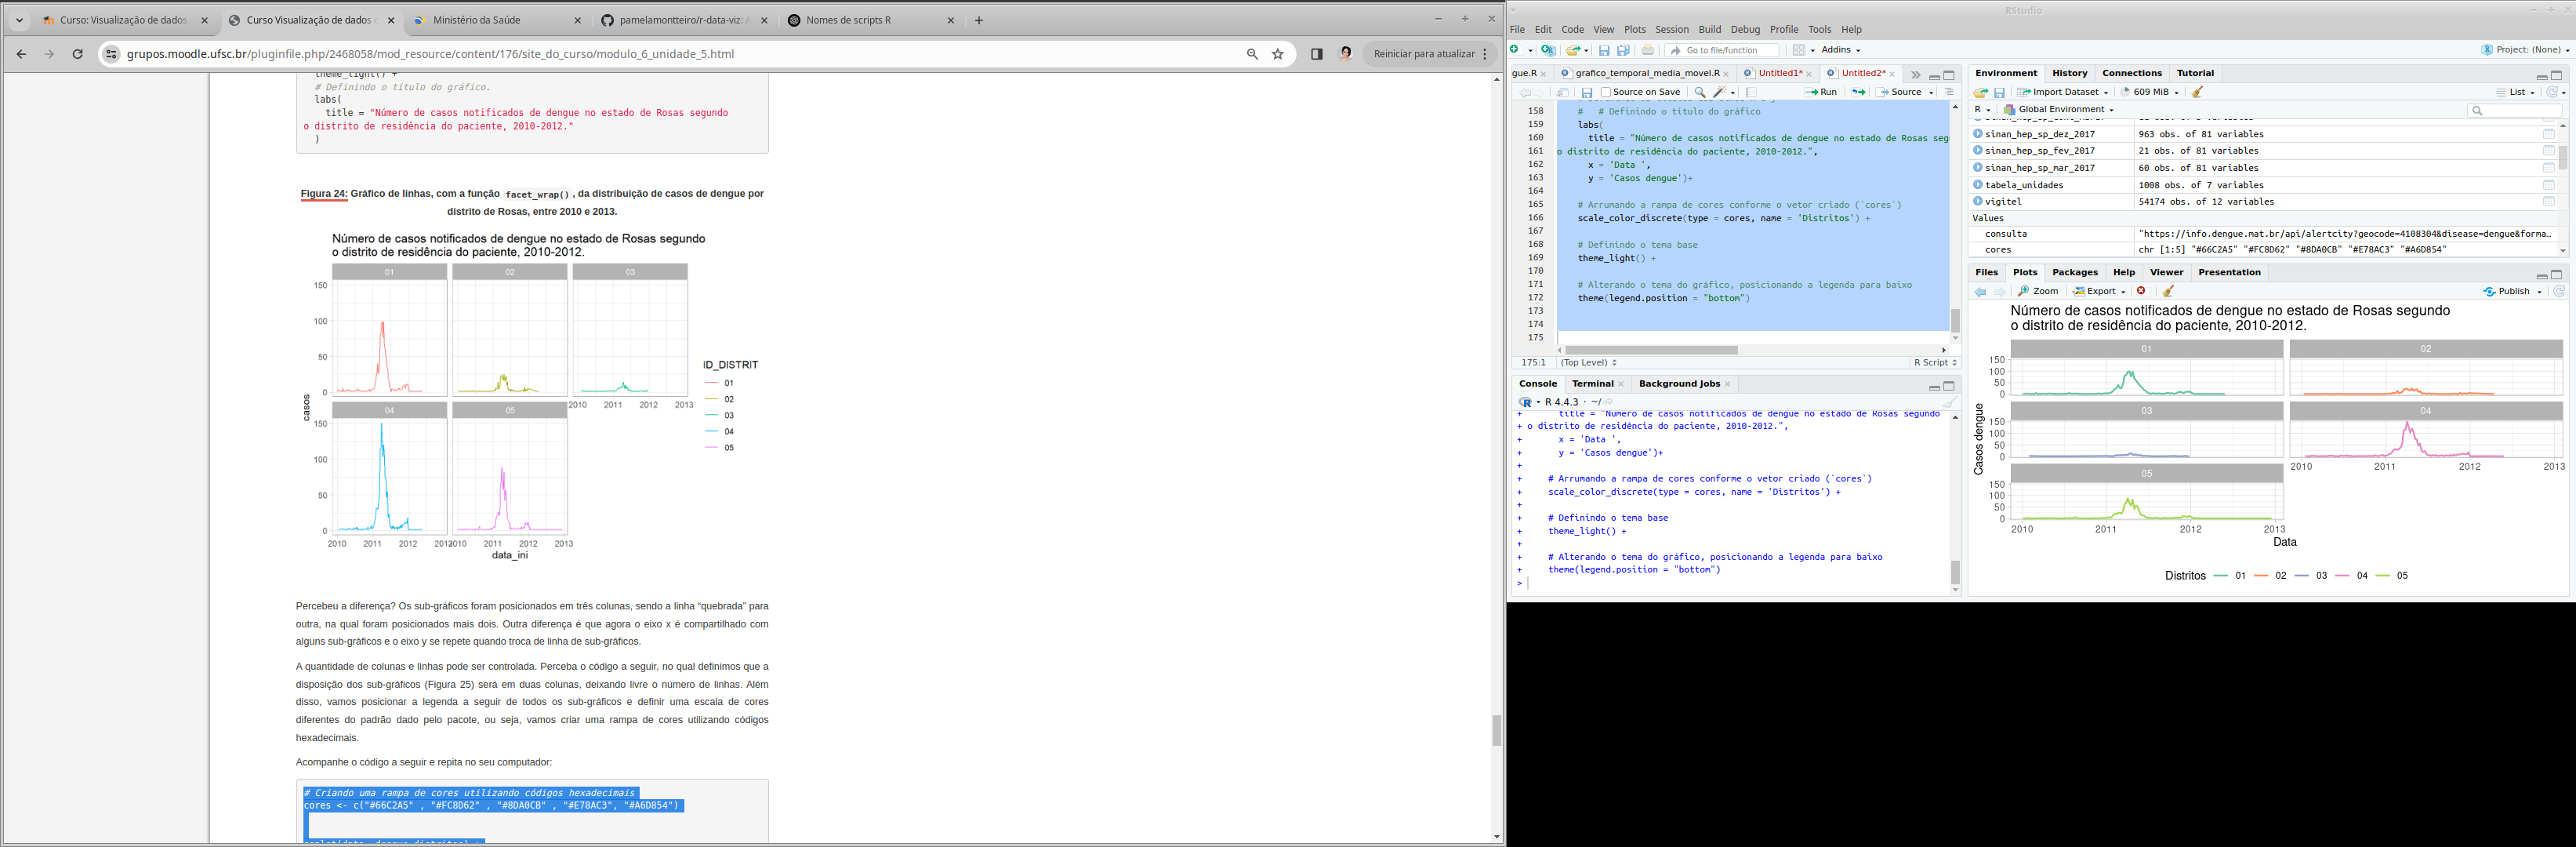 Curso: Visualização de dados
Curso Visualização de dados e
Ministério da Saúde
pamelamontteiro/r-data-viz: A
Nomes de scripts R
grupos.moodle.ufsc.br/pluginfile.php/2468058/mod_resource/content/176/site_do_curso/modulo_6_unidade_5.html
Reiniciar para atualizar
theme_light() +
# Definindo o título do gráfico.
labs(
title = "Número de casos notificados de dengue no estado de Rosas segundo
o distrito de residência do paciente, 2010-2012."
)
Figura 24: Gráfico de linhas, com a função facet_wrap(), da distribuição de casos de dengue por
distrito de Rosas, entre 2010 e 2013.
Número de casos notificados de dengue no estado de Rosas segundo
o distrito de residência do paciente, 2010-2012.
01 02 03
150
100
50
0
ID_DISTRIT
01
02
03
04
05
casos
04 05
2010 2011 2012 2013
150
100
50
0
2010 2011 2012 2013 2010 2011 2012 2013
data_ini
Percebeu a diferença? Os sub-gráficos foram posicionados em três colunas, sendo a linha “quebrada” para
outra, na qual foram posicionados mais dois. Outra diferença é que agora o eixo x é compartilhado com
alguns sub-gráficos e o eixo y se repete quando troca de linha de sub-gráficos.
A quantidade de colunas e linhas pode ser controlada. Perceba o código a seguir, no qual definimos que a
disposição dos sub-gráficos (Figura 25) será em duas colunas, deixando livre o número de linhas. Além
disso, vamos posicionar a legenda a seguir de todos os sub-gráficos e definir uma escala de cores
diferentes do padrão dado pelo pacote, ou seja, vamos criar uma rampa de cores utilizando códigos
hexadecimais.
Acompanhe o código a seguir e repita no seu computador:
# Criando uma rampa de cores utilizando códigos hexadecimais
cores <- c("#66C2A5" , "#FC8D62" , "#8DA0CB" , "#E78AC3", "#A6D854")
RStudio
File Edit Code View Plots Session Build Debug Profile Tools Help
Go to file/function
Addins
Project: (None)
gue.R
grafico_temporal_media_movel.R
Untitled1*
Untitled2*
Source on Save
Run
Source
158 # # Definindo o título do gráfico
159 labs(
160 title = "Número de casos notificados de dengue no estado de Rosas seg
161 o distrito de residência do paciente, 2010-2012.",
162 x = 'Data ',
163 y = 'Casos dengue')+
164
165 # Arrumando a rampa de cores conforme o vetor criado (`cores`)
166 scale_color_discrete(type = cores, name = 'Distritos') +
167
168 # Definindo o tema base
169 theme_light() +
170
171 # Alterando o tema do gráfico, posicionando a legenda para baixo
172 theme(legend.position = "bottom")
173
174
175
175:1 (Top Level) R Script
Console Terminal Background Jobs
R 4.4.3 · ~/
+ title = "Número de casos notificados de dengue no estado de Rosas segundo
+ o distrito de residência do paciente, 2010-2012.",
+ x = 'Data ',
+ y = 'Casos dengue')+
+
+ # Arrumando a rampa de cores conforme o vetor criado (`cores`)
+ scale_color_discrete(type = cores, name = 'Distritos') +
+
+ # Definindo o tema base
+ theme_light() +
+
+ # Alterando o tema do gráfico, posicionando a legenda para baixo
+ theme(legend.position = "bottom")
>
Environment History Connections Tutorial
Import Dataset 609 MiB List
R Global Environment
sinan_hep_sp_dez_2017 963 obs. of 81 variables
sinan_hep_sp_fev_2017 21 obs. of 81 variables
sinan_hep_sp_mar_2017 60 obs. of 81 variables
tabela_unidades 1008 obs. of 7 variables
vigitel 54174 obs. of 12 variables
Values
consulta "https://info.dengue.mat.br/api/alertcity?geocode=4108304&disease=dengue&forma…
cores chr [1:5] "#66C2A5" "#FC8D62" "#8DA0CB" "#E78AC3" "#A6D854"
Files Plots Packages Help Viewer Presentation
Zoom Export Publish
Número de casos notificados de dengue no estado de Rosas segundo
o distrito de residência do paciente, 2010-2012.
01 02
150
100
50
0
03 04
150
100
50
0
2010 2011 2012 2013
05
150
100
50
0
2010 2011 2012 2013
Casos dengue
Data
Distritos 01 02 03 04 05